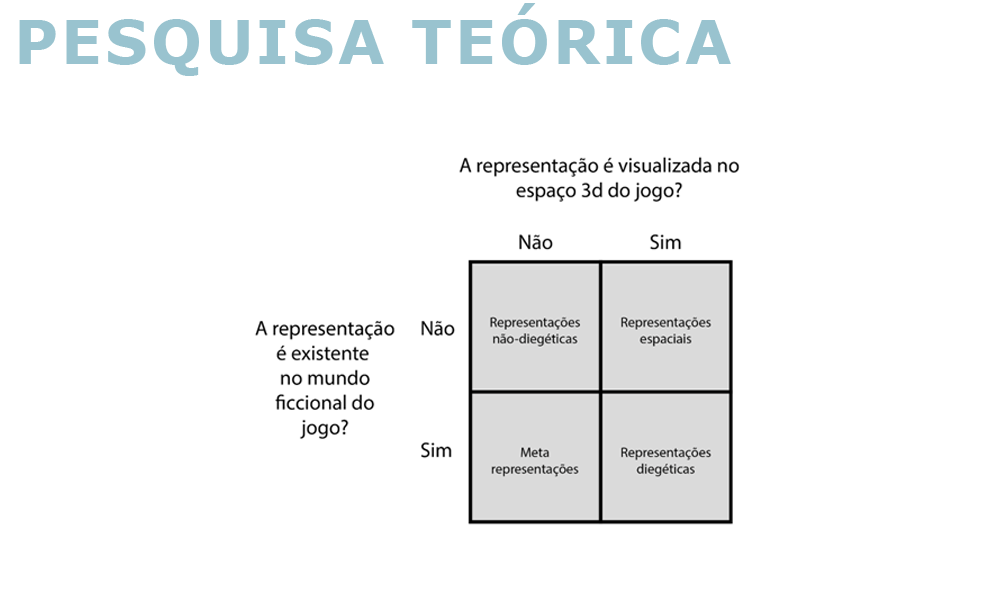 PESQUISA TEÓRICA
A representação é visualizada no
espaço 3d do jogo?
Não
Sim
A representação
é existente
no mundo
ficcional do
jogo?
Não
Representações
não-diegéticas
Representações
espaciais
Sim
Meta
representações
Representações
diegéticas